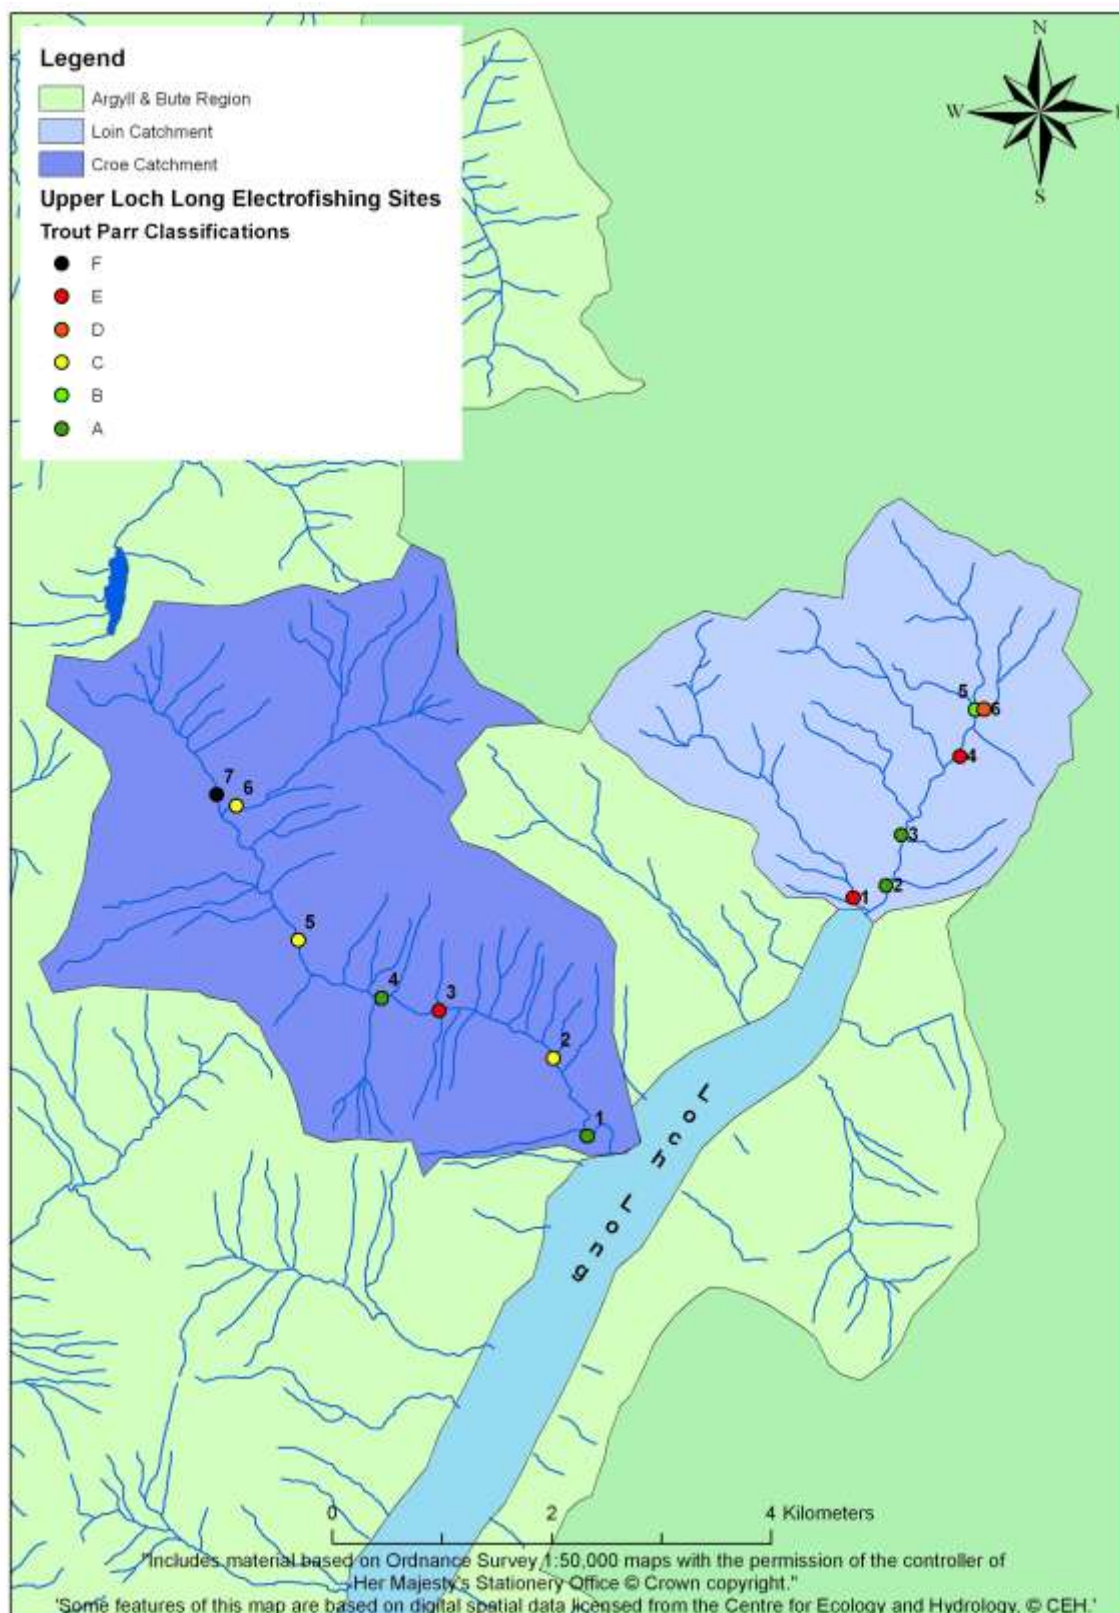 N
W
S
Legend
Argyll & Bute Region
Loin Catchment
Croe Catchment
Upper Loch Long Electrofishing Sites
Trout Parr Classifications
F
E
D
C
B
A
5
6
4
3
2
1
7
6
5
4
3
2
1
Loch Long
0 2 4 Kilometers
"Includes material based on Ordnance Survey 1:50,000 maps with the permission of the controller of
Her Majesty's Stationery Office © Crown copyright."
'Some features of this map are based on digital spatial data licensed from the Centre for Ecology and Hydrology, © CEH.'